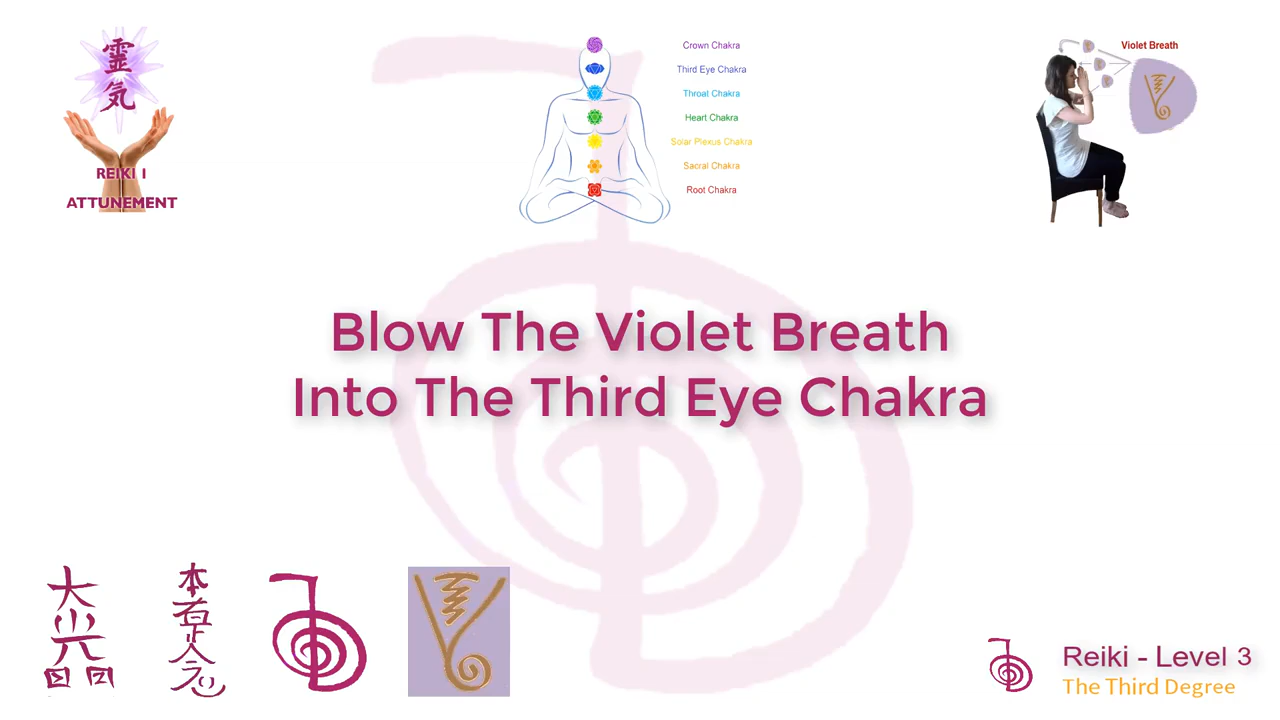 靈
気
REIKI I
ATTUNEMENT
Crown Chakra
Third Eye Chakra
Throat Chakra
Heart Chakra
Solar Plexus Chakra
Sacral Chakra
Root Chakra
Violet Breath
Blow The Violet Breath
Into The Third Eye Chakra
Reiki - Level 3
The Third Degree